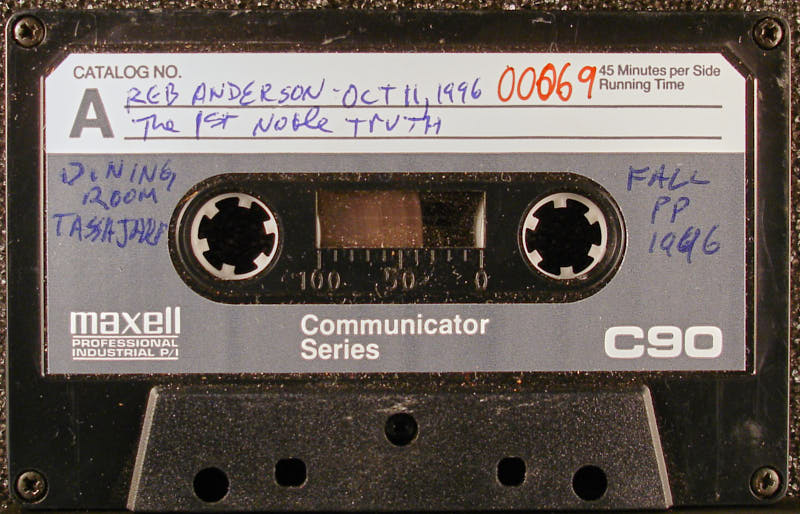 CATALOG NO.
A
REB ANDERSON - OCT 11, 1996
00069
45 Minutes per Side
Running Time
The 1ST Noble TRUTH
DINING
ROOM
TASSAJARA
FALL
PP
1996
100 50 0
maxell
PROFESSIONAL
INDUSTRIAL P/I
Communicator
Series
C90